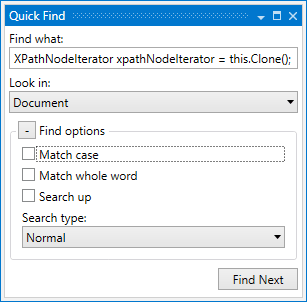 Quick Find
Find what:
XPathNodeIterator xpathNodeIterator = this.Clone();
Look in:
Document
- Find options
Match case
Match whole word
Search up
Search type:
Normal
Find Next